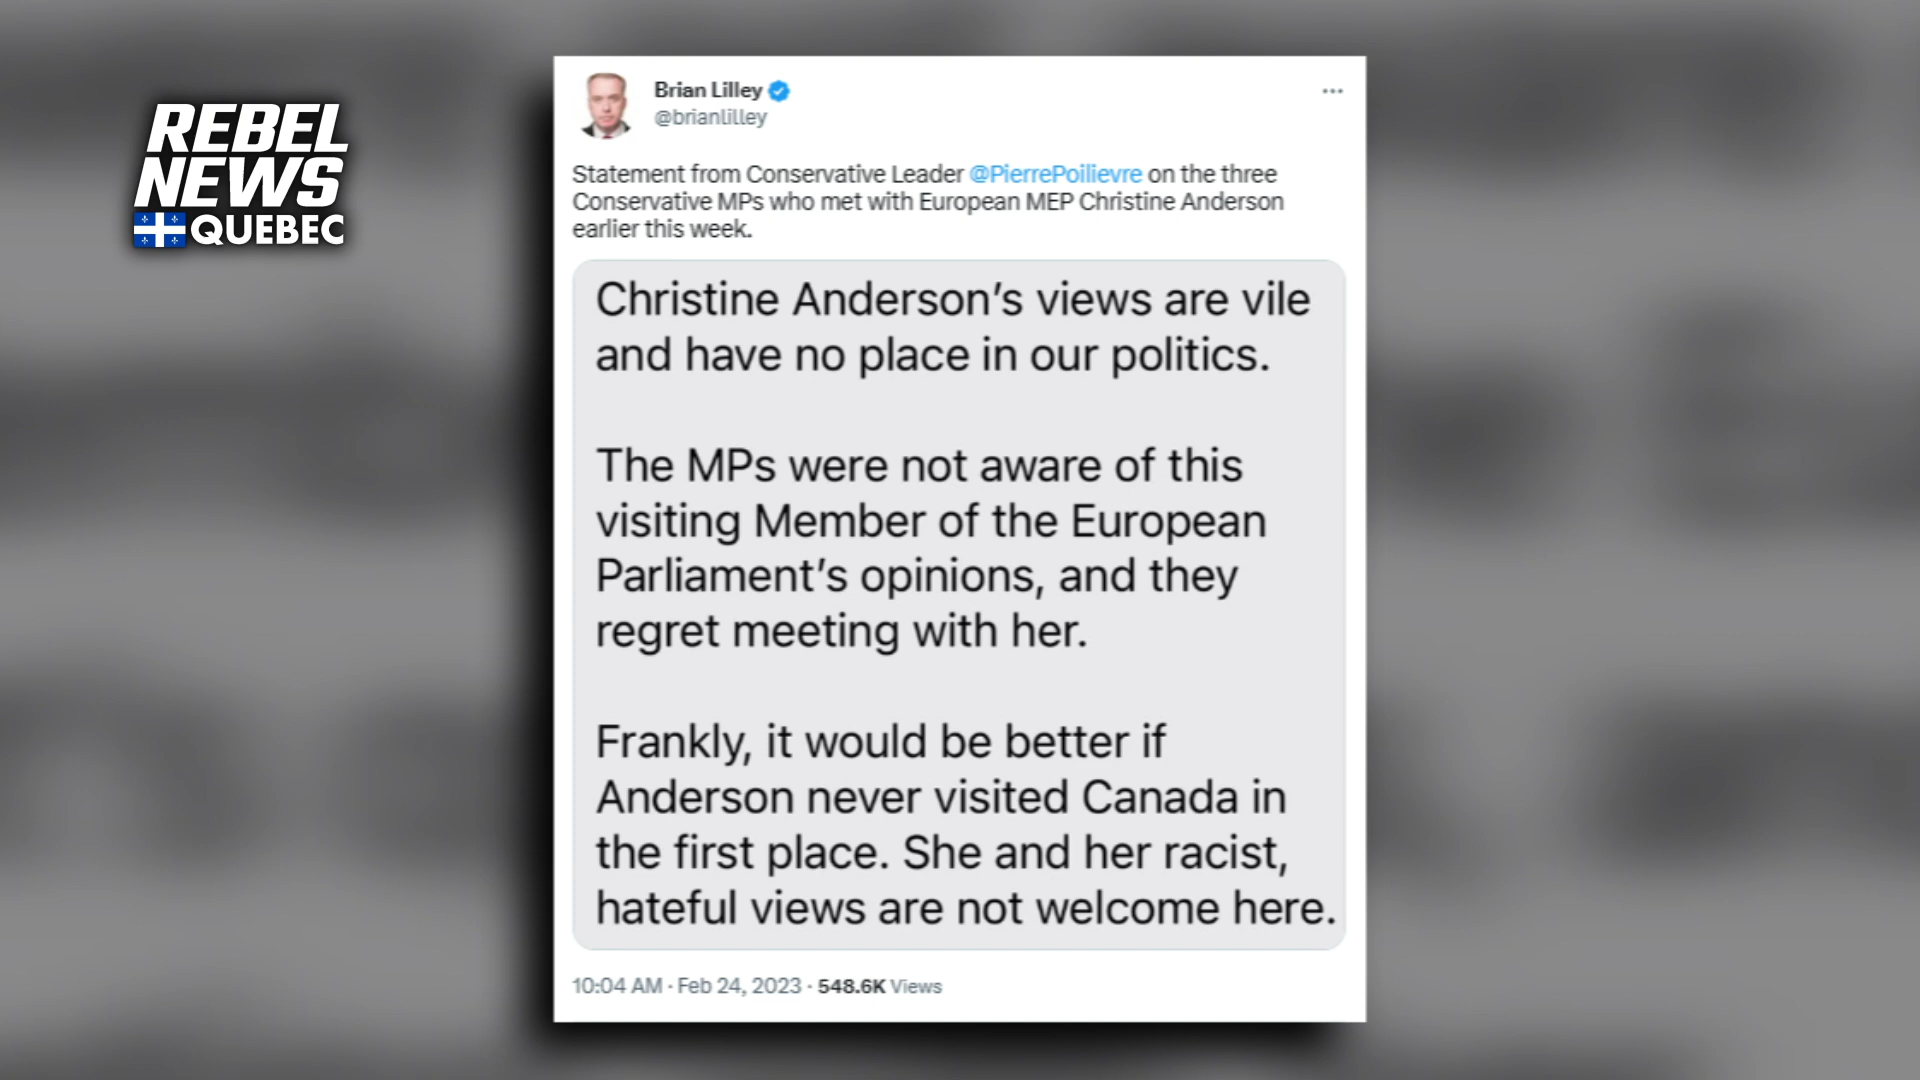 REBEL
NEWS
QUEBEC
Brian Lilley
@brianlilley
Statement from Conservative Leader @PierrePoilievre on the three
Conservative MPs who met with European MEP Christine Anderson
earlier this week.
Christine Anderson’s views are vile
and have no place in our politics.
The MPs were not aware of this
visiting Member of the European
Parliament’s opinions, and they
regret meeting with her.
Frankly, it would be better if
Anderson never visited Canada in
the first place. She and her racist,
hateful views are not welcome here.
10:04 AM · Feb 24, 2023 · 548.6K Views